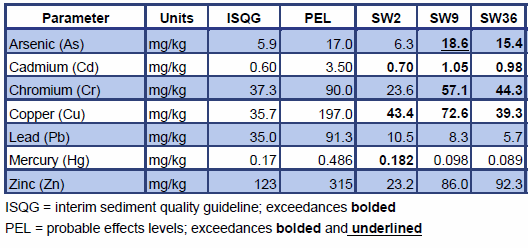 Parameter Units ISQG PEL SW2 SW9 SW36
Arsenic (As) mg/kg 5.9 17.0 6.3 18.6 15.4
Cadmium (Cd) mg/kg 0.60 3.50 0.70 1.05 0.98
Chromium (Cr) mg/kg 37.3 90.0 23.6 57.1 44.3
Copper (Cu) mg/kg 35.7 197.0 43.4 72.6 39.3
Lead (Pb) mg/kg 35.0 91.3 10.5 8.3 5.7
Mercury (Hg) mg/kg 0.17 0.486 0.182 0.098 0.089
Zinc (Zn) mg/kg 123 315 23.2 86.0 92.3
ISQG = interim sediment quality guideline; exceedances bolded
PEL = probable effects levels; exceedances bolded and underlined